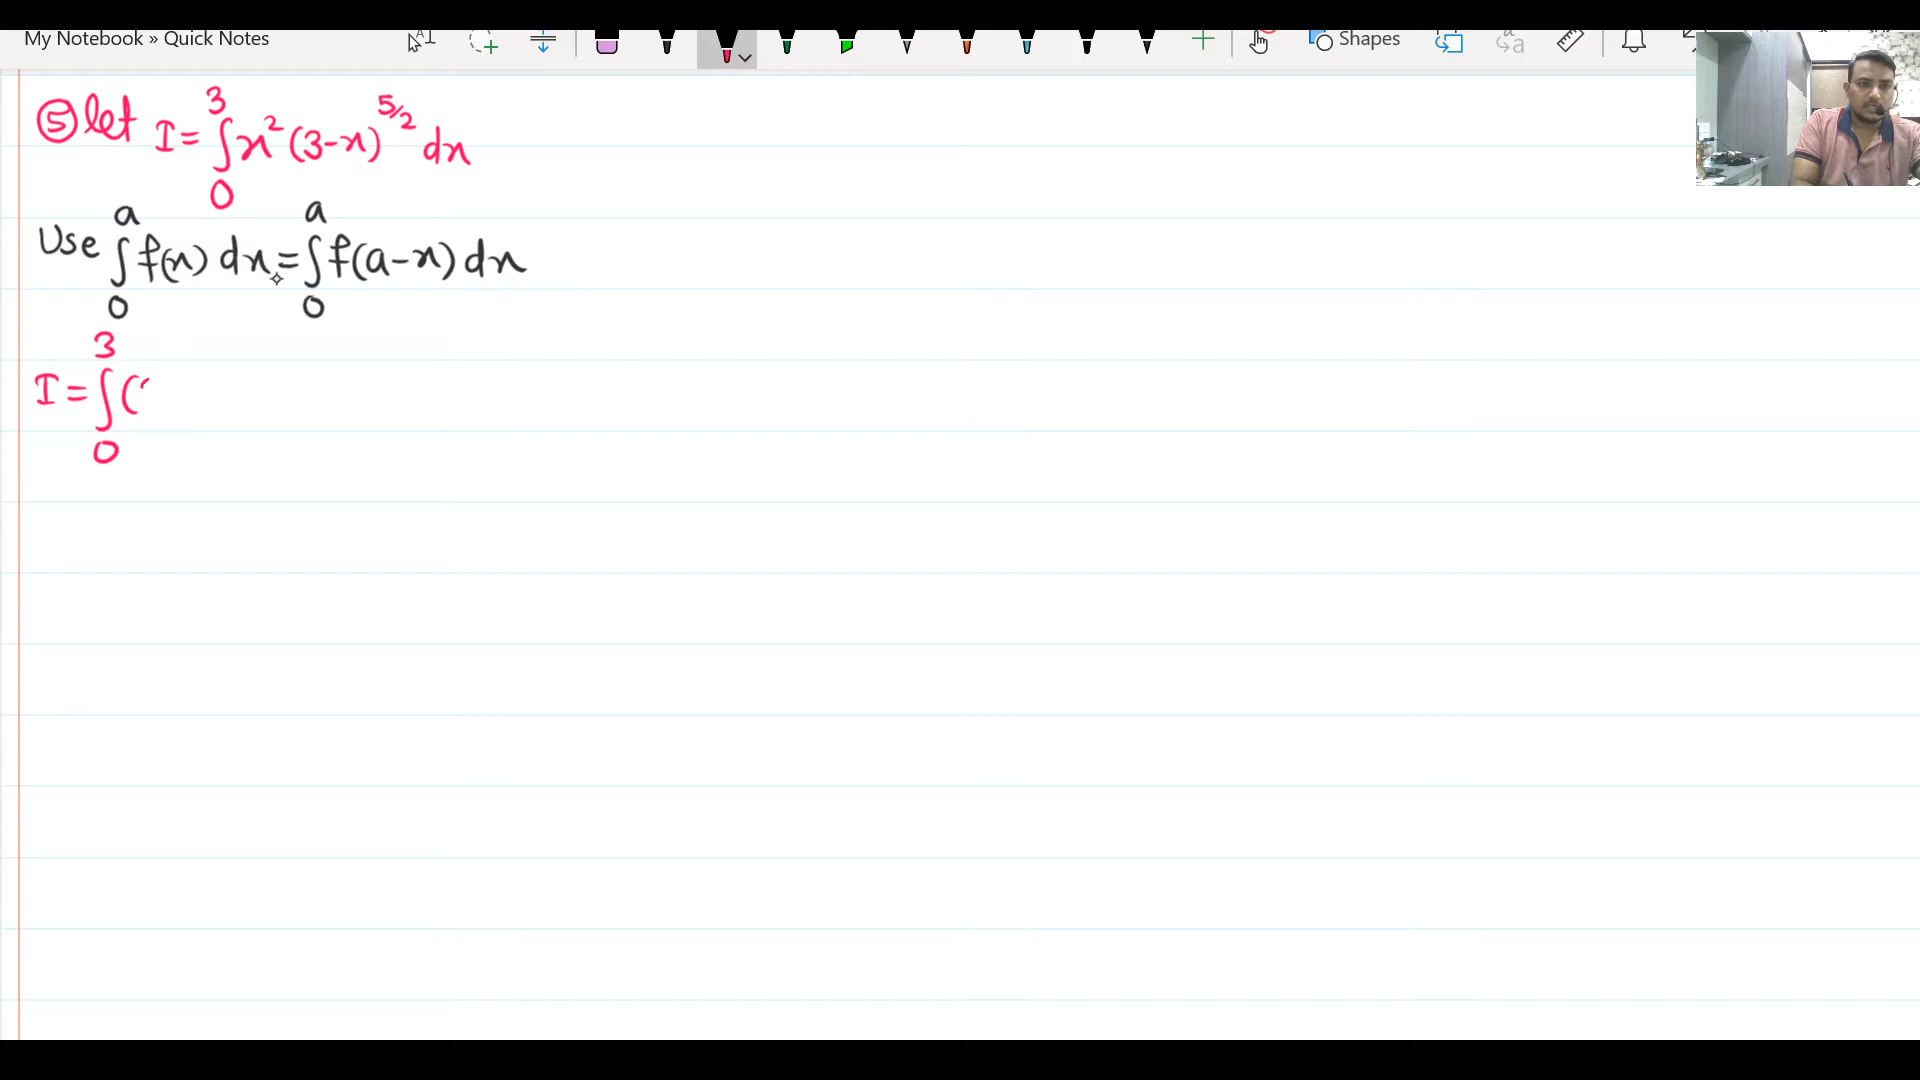 My Notebook » Quick Notes
Shapes
⑤ let I = ∫₀³ x² (3-x)^5/2 dx
Use ∫₀ᵃ f(x) dx = ∫₀ᵃ f(a-x) dx
I = ∫₀³ (